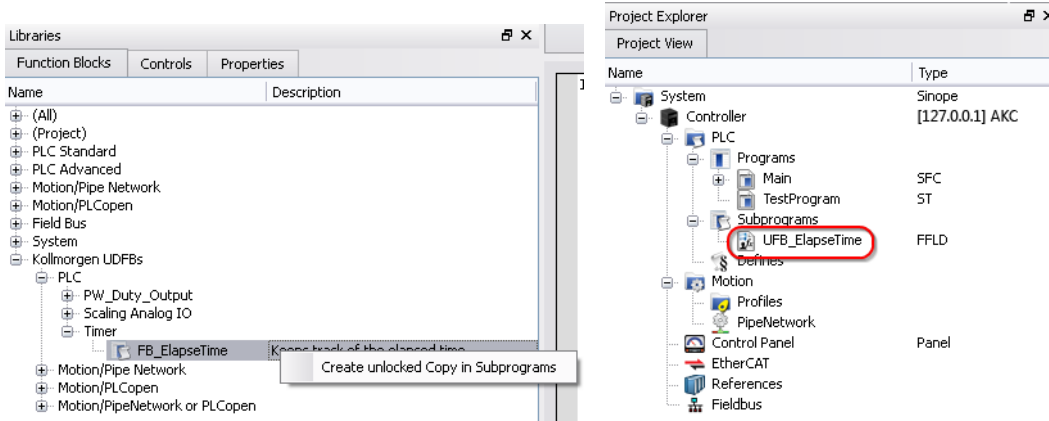 Libraries
Function Blocks Controls Properties
Name Description
(All)
(Project)
PLC Standard
PLC Advanced
Motion/Pipe Network
Motion/PLCopen
Field Bus
System
Kollmorgen UDFBs
PLC
PW_Duty_Output
Scaling Analog IO
Timer
FB_ElapseTime Keeps track of the elapsed time
Create unlocked Copy in Subprograms
Motion/Pipe Network
Motion/PLCopen
Motion/PipeNetwork or PLCopen
Project Explorer
Project View
Name Type
System Sinope
Controller [127.0.0.1] AKC
PLC
Programs
Main SFC
TestProgram ST
Subprograms
UFB_ElapseTime FFLD
Defines
Motion
Profiles
PipeNetwork
Control Panel Panel
EtherCAT
References
Fieldbus